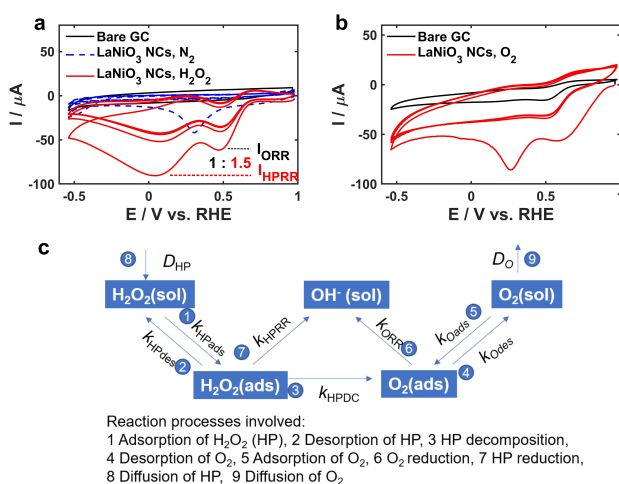 a
Bare GC
LaNiO3 NCs, N2
LaNiO3 NCs, H2O2
I / µA
50
0
-50
-100
IORR
1 : 1.5
IHPRR
-0.5 0 0.5 1
E / V vs. RHE
b
Bare GC
LaNiO3 NCs, O2
I / µA
50
0
-50
-100
-0.5 0 0.5 1
E / V vs. RHE
c
8 DHP
DO 9
H2O2(sol) OH- (sol) O2(sol)
1 kHPads
kHPdes 2
7 kHPRR
kORR 6
5 kOads
kOdes 4
H2O2(ads) 3 kHPDC O2(ads)
Reaction processes involved:
1 Adsorption of H2O2 (HP), 2 Desorption of HP, 3 HP decomposition,
4 Desorption of O2, 5 Adsorption of O2, 6 O2 reduction, 7 HP reduction,
8 Diffusion of HP, 9 Diffusion of O2